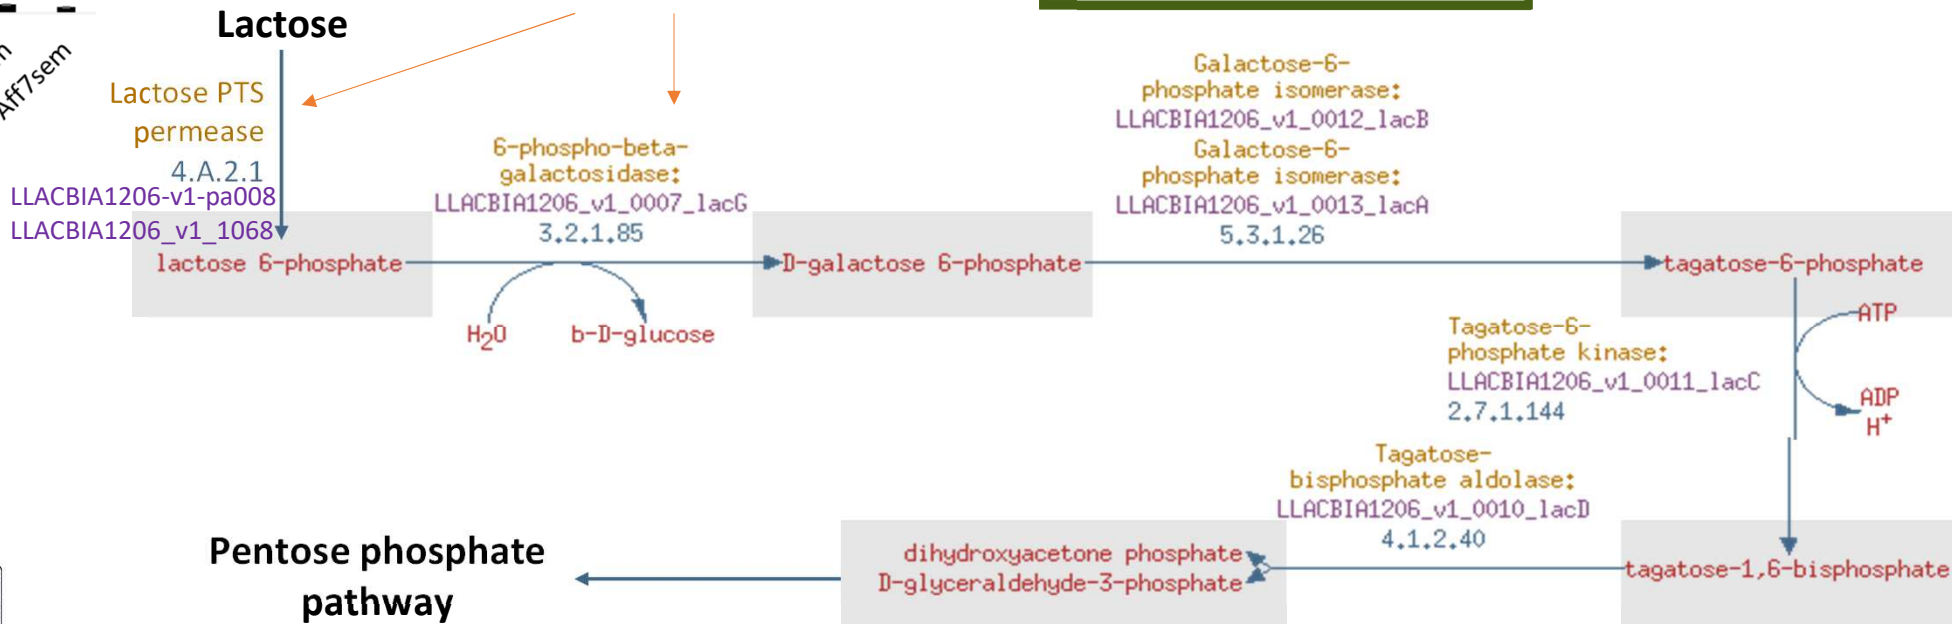 Aff7sem
Lactose
Lactose PTS
permease
4.A.2.1
LLACBIA1206-v1-pa008
LLACBIA1206_v1_1068
lactose 6-phosphate
6-phospho-beta-
galactosidase:
LLACBIA1206_v1_0007_lacG
3.2.1.85
H2O
b-D-glucose
D-galactose 6-phosphate
Galactose-6-
phosphate isomerase:
LLACBIA1206_v1_0012_lacB
Galactose-6-
phosphate isomerase:
LLACBIA1206_v1_0013_lacA
5.3.1.26
tagatose-6-phosphate
Tagatose-6-
phosphate kinase:
LLACBIA1206_v1_0011_lacC
2.7.1.144
ATP
ADP
H+
tagatose-1,6-bisphosphate
Tagatose-
bisphosphate aldolase:
LLACBIA1206_v1_0010_lacD
4.1.2.40
dihydroxyacetone phosphate
D-glyceraldehyde-3-phosphate
Pentose phosphate
pathway